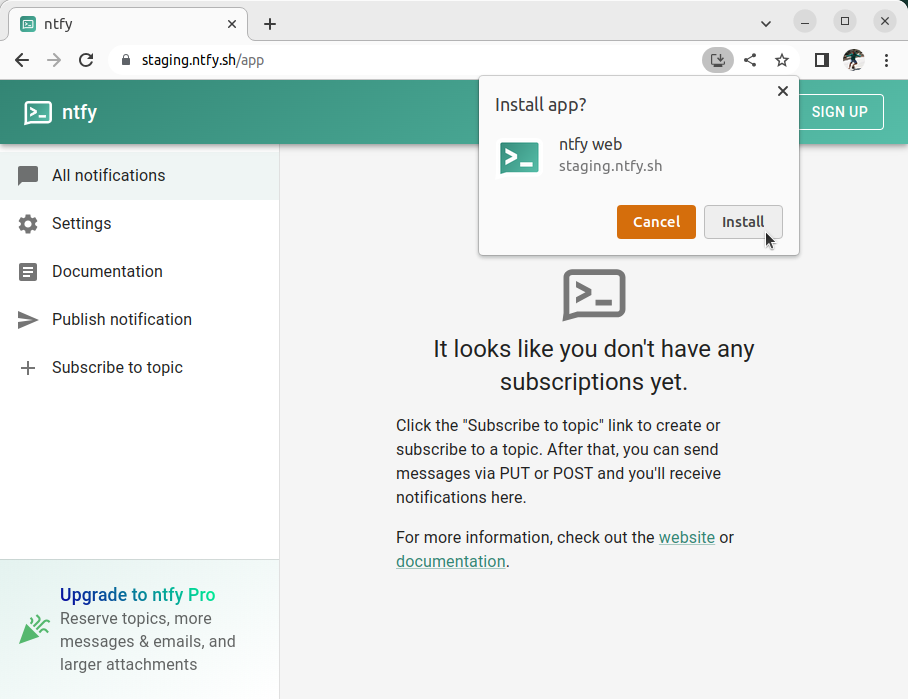 ntfy
staging.ntfy.sh/app
ntfy
SIGN UP
Install app?
ntfy web
staging.ntfy.sh
Cancel
Install
All notifications
Settings
Documentation
Publish notification
Subscribe to topic
It looks like you don't have any
subscriptions yet.
Click the "Subscribe to topic" link to create or
subscribe to a topic. After that, you can send
messages via PUT or POST and you'll receive
notifications here.
For more information, check out the website or
documentation.
Upgrade to ntfy Pro
Reserve topics, more
messages & emails, and
larger attachments